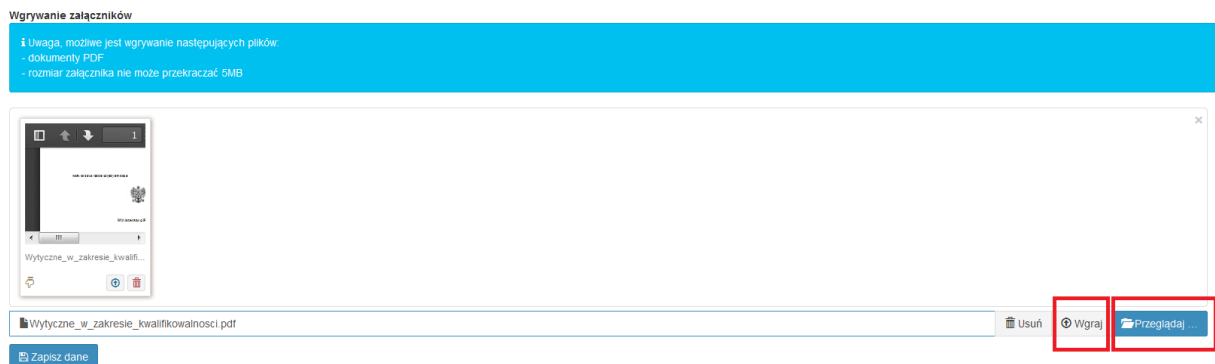 Wgrywanie załączników
i Uwaga, możliwe jest wgrywanie następujących plików:
- dokumenty PDF
- rozmiar załącznika nie może przekraczać 5MB
×
1
Wytyczne_w_zakresie_kwalifi...
Wytyczne_w_zakresie_kwalifikowalnosci.pdf
Usuń
Wgraj
Przeglądaj ...
Zapisz dane